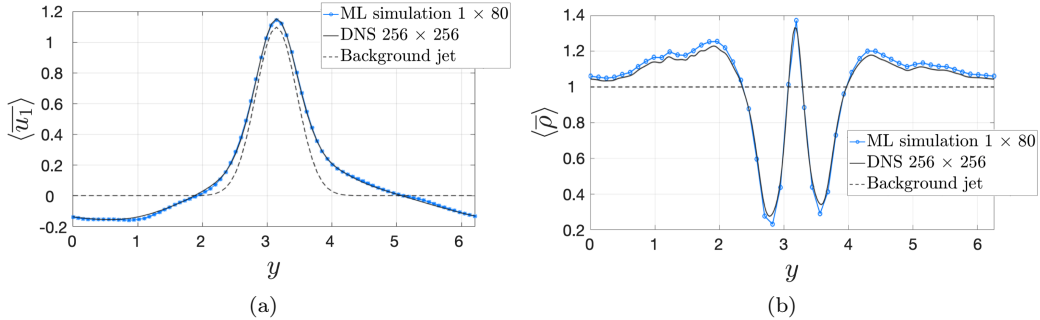 ML simulation 1 × 80
DNS 256 × 256
Background jet
1.2
1
0.8
0.6
0.4
0.2
0
-0.2
0
1
2
3
4
5
6
⟨u̅₁⟩
y
(a)
1.4
1.2
1
0.8
0.6
0.4
0.2
0
1
2
3
4
5
6
⟨ρ̅⟩
ML simulation 1 × 80
DNS 256 × 256
Background jet
y
(b)